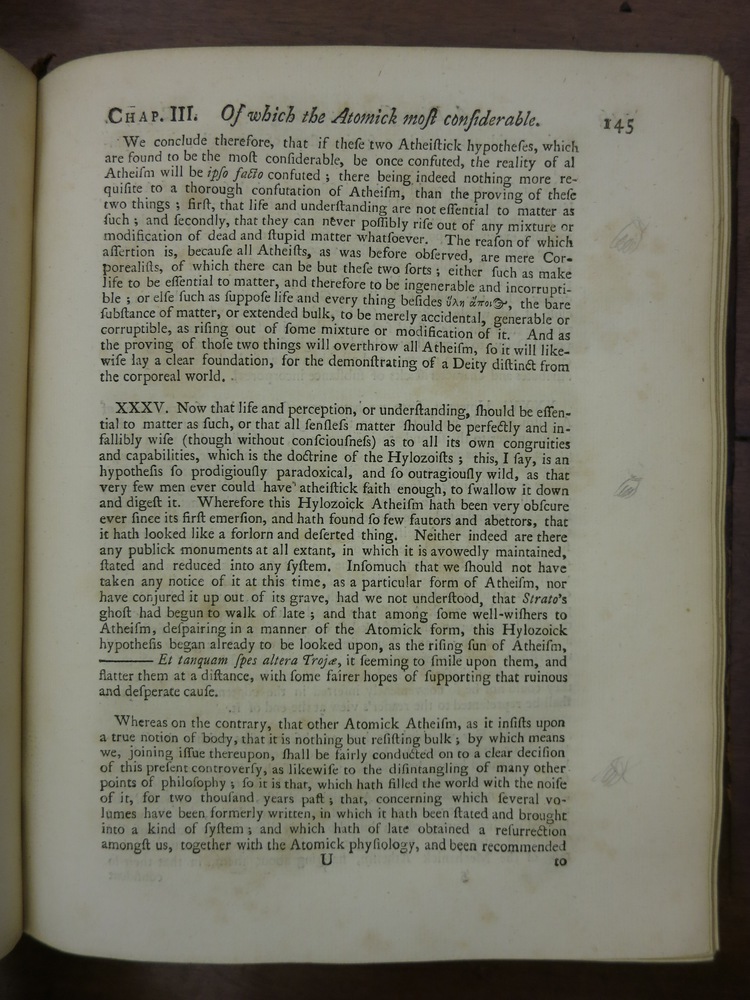 CHAP. III. Of which the Atomick moſt conſiderable. 145
We conclude therefore, that if theſe two Atheiſtick hypotheſes, which
are found to be the moſt conſiderable, be once confuted, the reality of al
Atheiſm will be ipſo facto confuted ; there being indeed nothing more re-
quiſite to a thorough confutation of Atheiſm, than the proving of theſe
two things ; firſt, that life and underſtanding are not eſſential to matter as
ſuch ; and ſecondly, that they can never poſſibly riſe out of any mixture or
modification of dead and ſtupid matter whatſoever. The reaſon of which
aſſertion is, becauſe all Atheiſts, as was before obſerved, are mere Cor-
porealiſts, of which there can be but theſe two ſorts ; either ſuch as make
life to be eſſential to matter, and therefore to be ingenerable and incorrupti-
ble ; or elſe ſuch as ſuppoſe life and every thing beſides ὕλη ἄποιος, the bare
ſubſtance of matter, or extended bulk, to be merely accidental, generable or
corruptible, as riſing out of ſome mixture or modification of it. And as
the proving of thoſe two things will overthrow all Atheiſm, ſo it will like-
wiſe lay a clear foundation, for the demonſtrating of a Deity diſtinct from
the corporeal world.
XXXV. Now that life and perception, or underſtanding, ſhould be eſſen-
tial to matter as ſuch, or that all ſenſleſs matter ſhould be perfectly and in-
fallibly wiſe (though without conſciouſneſs) as to all its own congruities
and capabilities, which is the doctrine of the Hylozoiſts ; this, I ſay, is an
hypotheſis ſo prodigiouſly paradoxical, and ſo outragiouſly wild, as that
very few men ever could have atheiſtick faith enough, to ſwallow it down
and digeſt it. Wherefore this Hylozoick Atheiſm hath been very obſcure
ever ſince its firſt emerſion, and hath found ſo few fautors and abettors, that
it hath looked like a forlorn and deſerted thing. Neither indeed are there
any publick monuments at all extant, in which it is avowedly maintained,
ſtated and reduced into any ſyſtem. Inſomuch that we ſhould not have
taken any notice of it at this time, as a particular form of Atheiſm, nor
have conjured it up out of its grave, had we not underſtood, that Strato's
ghoſt had begun to walk of late ; and that among ſome well-wiſhers to
Atheiſm, deſpairing in a manner of the Atomick form, this Hylozoick
hypotheſis began already to be looked upon, as the riſing ſun of Atheiſm,
——— Et tanquam ſpes altera Trojæ, it ſeeming to ſmile upon them, and
flatter them at a diſtance, with ſome fairer hopes of ſupporting that ruinous
and deſperate cauſe.
Whereas on the contrary, that other Atomick Atheiſm, as it inſiſts upon
a true notion of body, that it is nothing but reſiſting bulk ; by which means
we, joining iſſue thereupon, ſhall be fairly conducted on to a clear deciſion
of this preſent controverſy, as likewiſe to the diſintangling of many other
points of philoſophy ; ſo it is that, which hath filled the world with the noiſe
of it, for two thouſand years paſt ; that, concerning which ſeveral vo-
lumes have been formerly written, in which it hath been ſtated and brought
into a kind of ſyſtem ; and which hath of late obtained a reſurrection
amongſt us, together with the Atomick phyſiology, and been recommended
U to